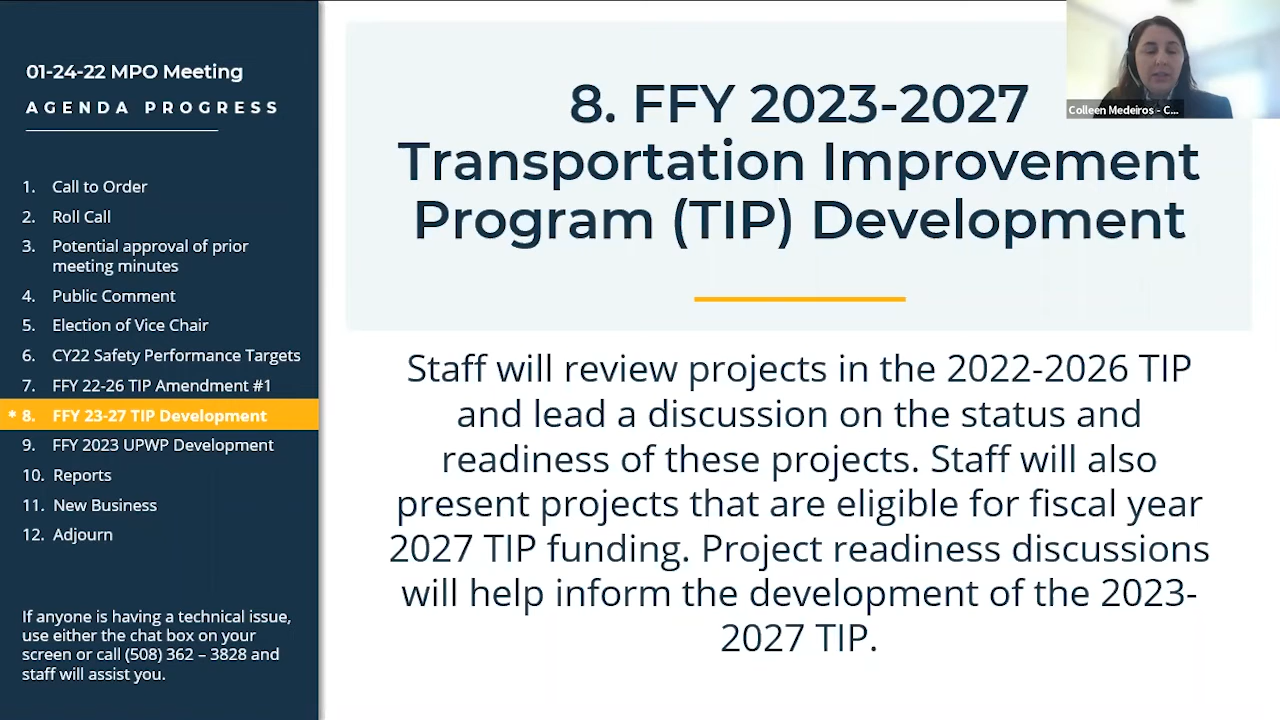 01-24-22 MPO Meeting
AGENDA PROGRESS
1. Call to Order
2. Roll Call
3. Potential approval of prior
meeting minutes
4. Public Comment
5. Election of Vice Chair
6. CY22 Safety Performance Targets
7. FFY 22-26 TIP Amendment #1
* 8. FFY 23-27 TIP Development
9. FFY 2023 UPWP Development
10. Reports
11. New Business
12. Adjourn
If anyone is having a technical issue,
use either the chat box on your
screen or call (508) 362 – 3828 and
staff will assist you.
8. FFY 2023-2027
Transportation Improvement
Program (TIP) Development
Staff will review projects in the 2022-2026 TIP
and lead a discussion on the status and
readiness of these projects. Staff will also
present projects that are eligible for fiscal year
2027 TIP funding. Project readiness discussions
will help inform the development of the 2023-
2027 TIP.
Colleen Medeiros - C...